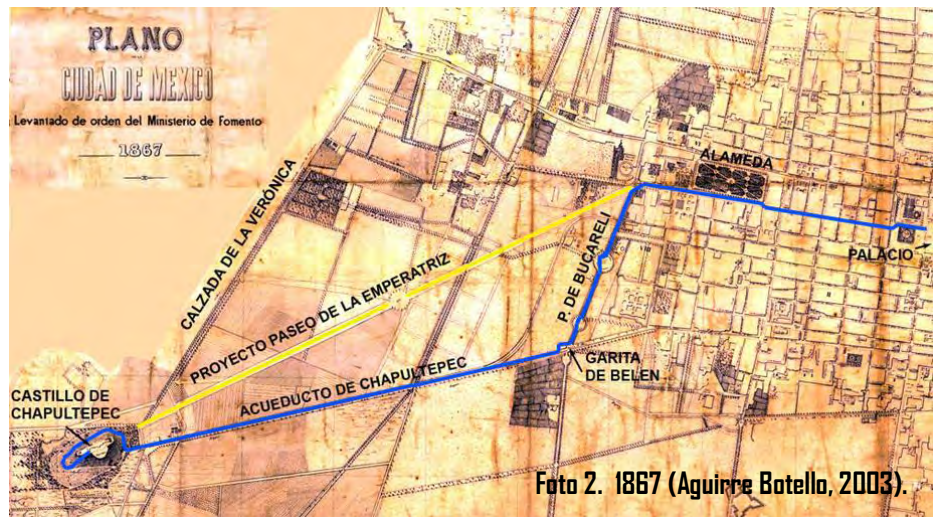 PLANO
CIUDAD DE MEXICO
Levantado de orden del Ministerio de Fomento
1867
CALZADA DE LA VERÓNICA
ALAMEDA
PALACIO
P. DE BUCARELI
PROYECTO PASEO DE LA EMPERATRIZ
ACUEDUCTO DE CHAPULTEPEC
GARITA
DE BELEN
CASTILLO DE
CHAPULTEPEC
Foto 2. 1867 (Aguirre Botello, 2003).